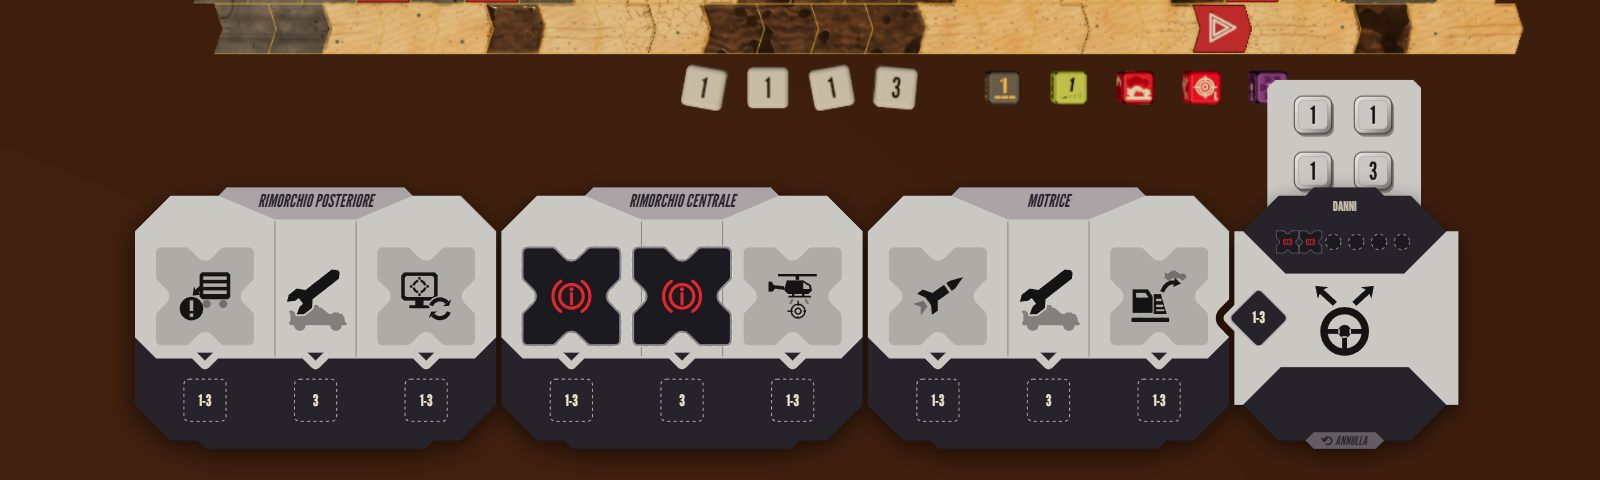 1 1 1 3 1 1
1 1
1 3
RIMORCHIO POSTERIORE RIMORCHIO CENTRALE MOTRICE DANNI
1-3
1-3 3 1-3 1-3 3 1-3 1-3 3 1-3
ANNULLA